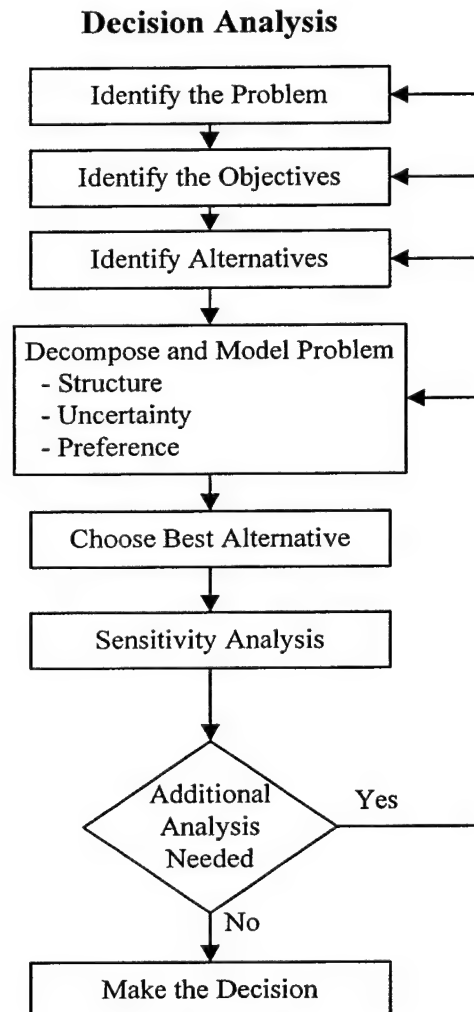 Decision Analysis
Identify the Problem
Identify the Objectives
Identify Alternatives
Decompose and Model Problem
- Structure
- Uncertainty
- Preference
Choose Best Alternative
Sensitivity Analysis
Additional
Analysis
Needed
Yes
No
Make the Decision